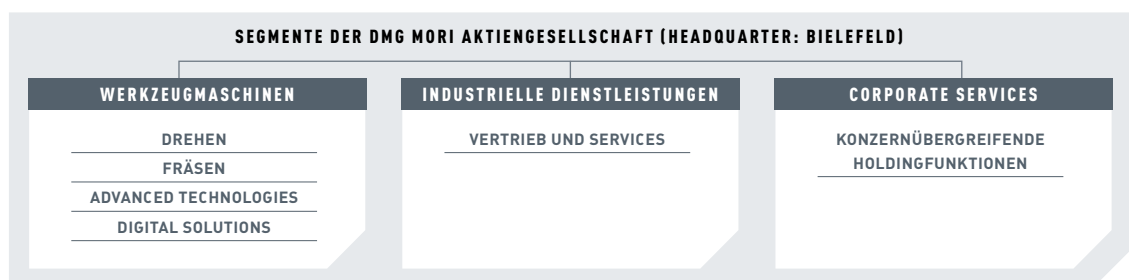 SEGMENTE DER DMG MORI AKTIENGESELLSCHAFT (HEADQUARTER: BIELEFELD)
WERKZEUGMASCHINEN
DREHEN
FRÄSEN
ADVANCED TECHNOLOGIES
DIGITAL SOLUTIONS
INDUSTRIELLE DIENSTLEISTUNGEN
VERTRIEB UND SERVICES
CORPORATE SERVICES
KONZERNÜBERGREIFENDE
HOLDINGFUNKTIONEN